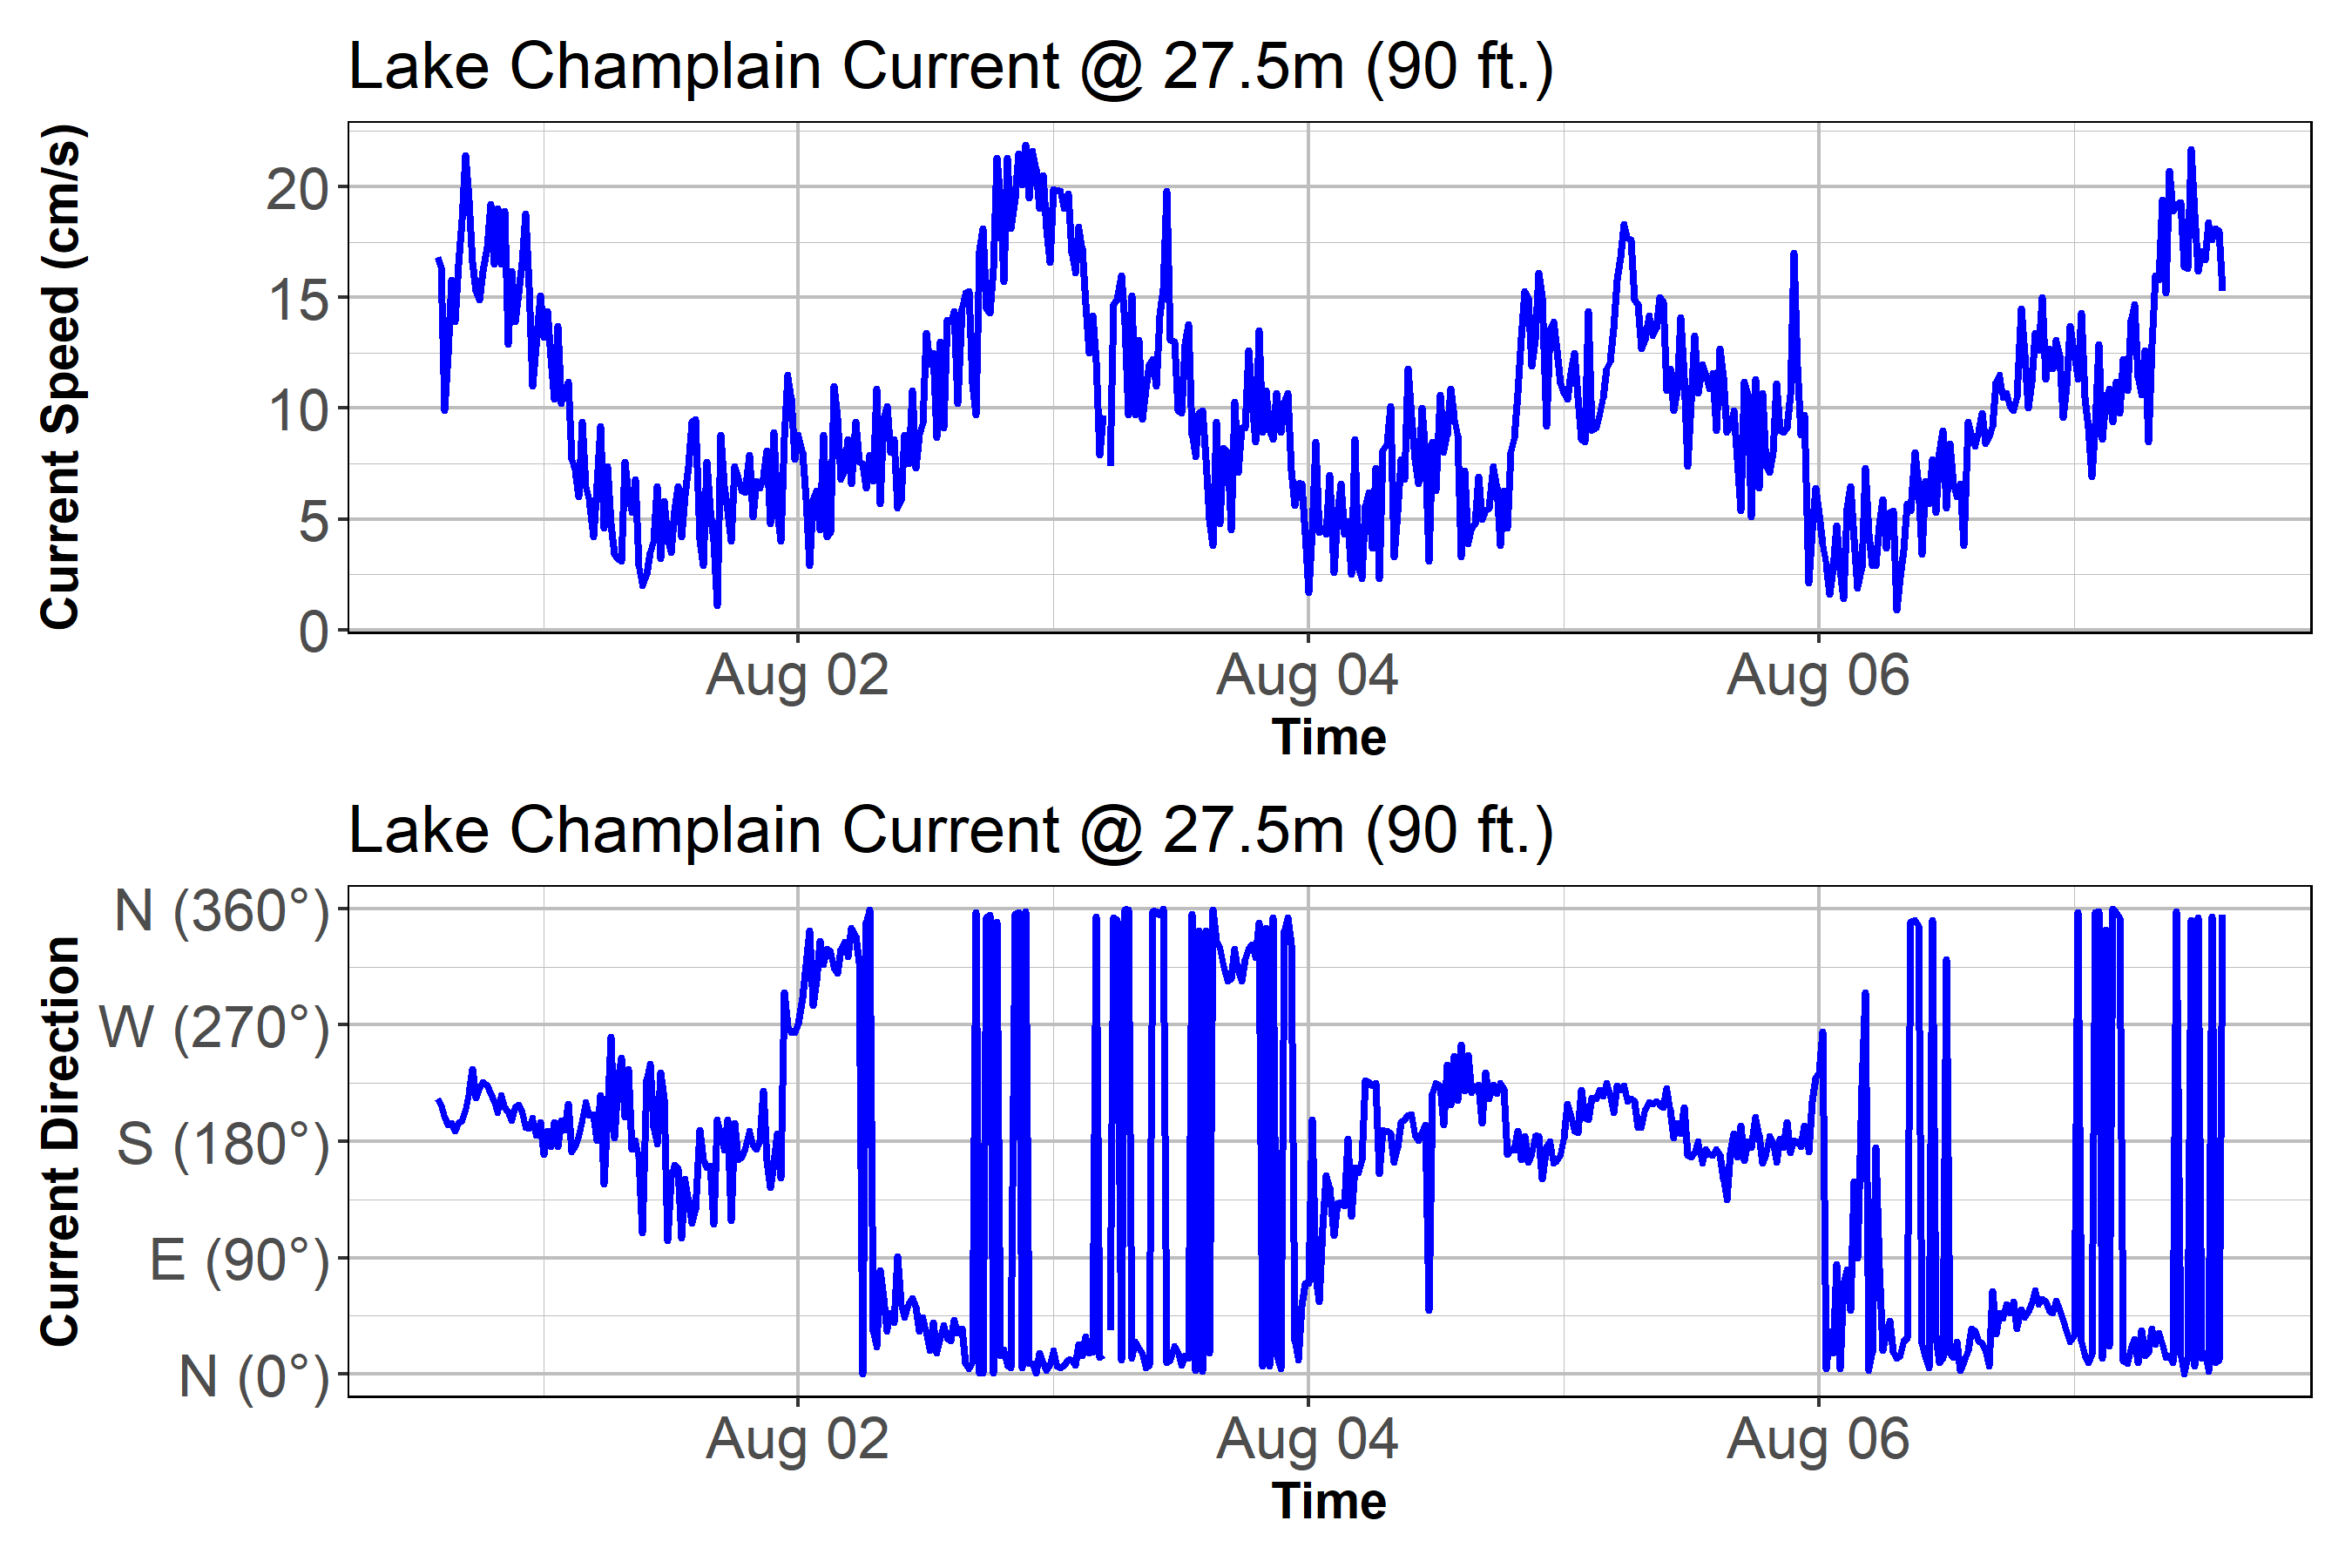 Lake Champlain Current @ 27.5m (90 ft.)
Current Speed (cm/s)
20
15
10
5
0
Aug 02
Aug 04
Aug 06
Time
Lake Champlain Current @ 27.5m (90 ft.)
Current Direction
N (360°)
W (270°)
S (180°)
E (90°)
N (0°)
Aug 02
Aug 04
Aug 06
Time